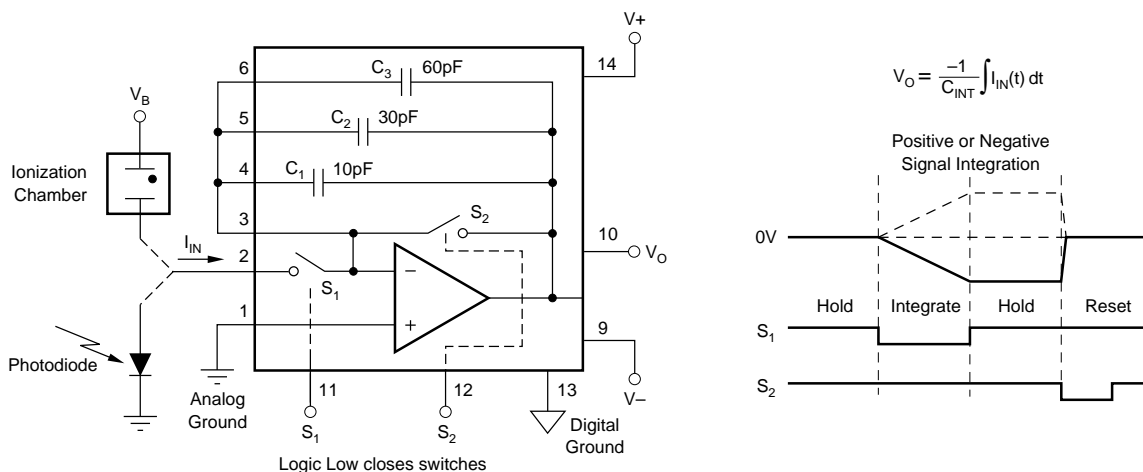 V+
6
C3
60pF
14
VB
5
C2
30pF
Ionization
Chamber
4
C1
10pF
3
S2
IIN
10
VO
2
S1
−
1
+
9
Photodiode
Analog
Ground
11
12
13
V–
S1
S2
Digital
Ground
Logic Low closes switches
VO = –1/CINT ∫IIN(t) dt
Positive or Negative
Signal Integration
0V
Hold Integrate Hold Reset
S1
S2